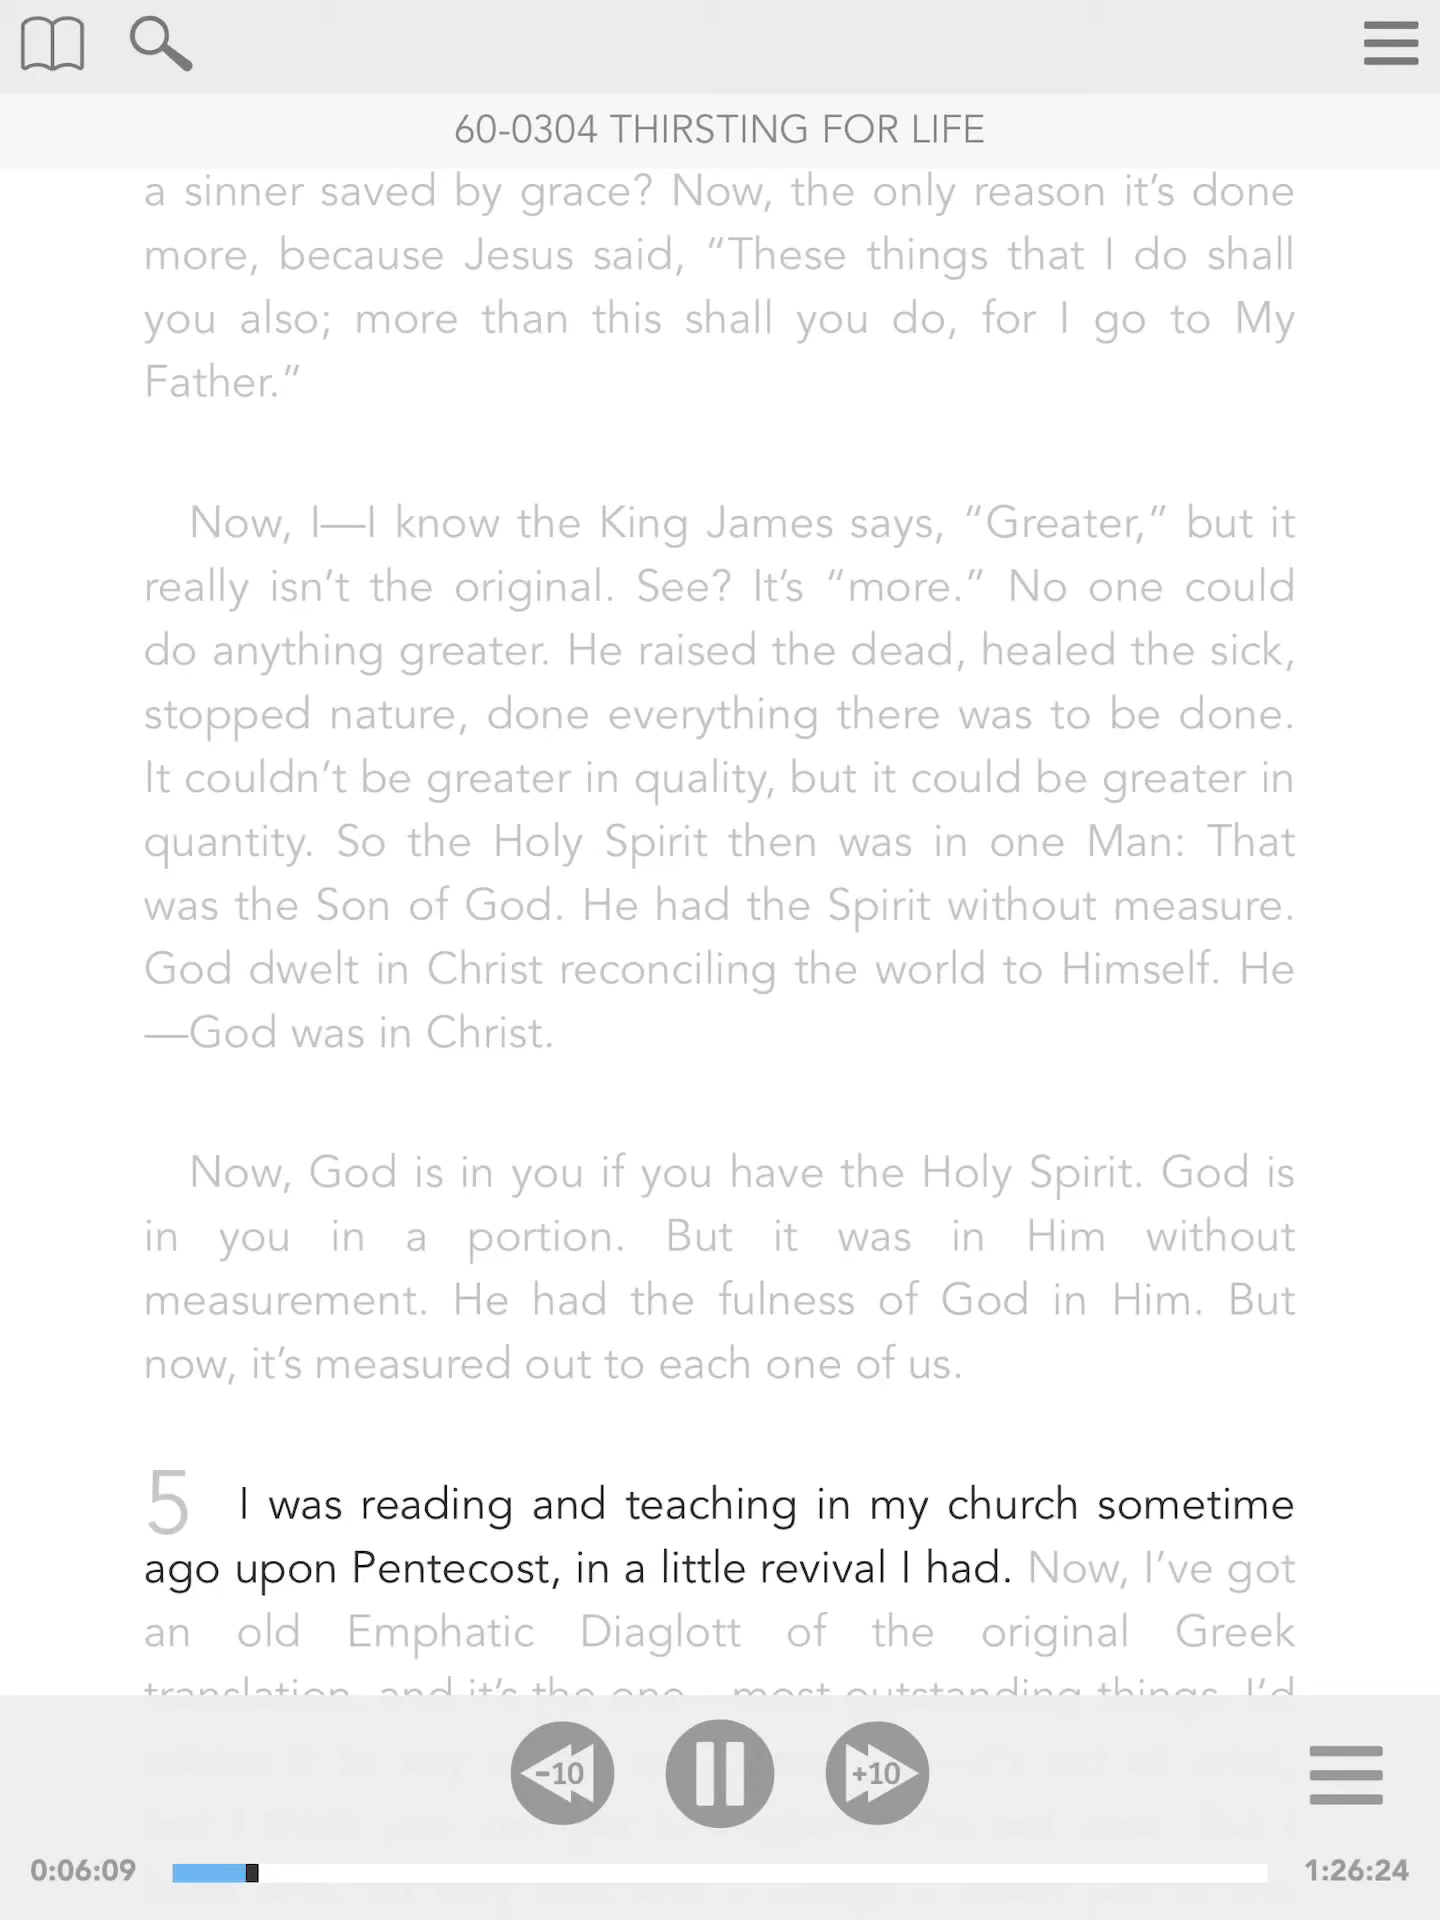 60-0304 THIRSTING FOR LIFE
a sinner saved by grace? Now, the only reason it’s done
more, because Jesus said, “These things that I do shall
you also; more than this shall you do, for I go to My
Father.”
Now, I—I know the King James says, “Greater,” but it
really isn’t the original. See? It’s “more.” No one could
do anything greater. He raised the dead, healed the sick,
stopped nature, done everything there was to be done.
It couldn’t be greater in quality, but it could be greater in
quantity. So the Holy Spirit then was in one Man: That
was the Son of God. He had the Spirit without measure.
God dwelt in Christ reconciling the world to Himself. He
—God was in Christ.
Now, God is in you if you have the Holy Spirit. God is
in you in a portion. But it was in Him without
measurement. He had the fulness of God in Him. But
now, it’s measured out to each one of us.
5 I was reading and teaching in my church sometime
ago upon Pentecost, in a little revival I had. Now, I’ve got
an old Emphatic Diaglott of the original Greek
translation, and it’s the one—most outstanding things. I’d
-10 +10
0:06:09 1:26:24